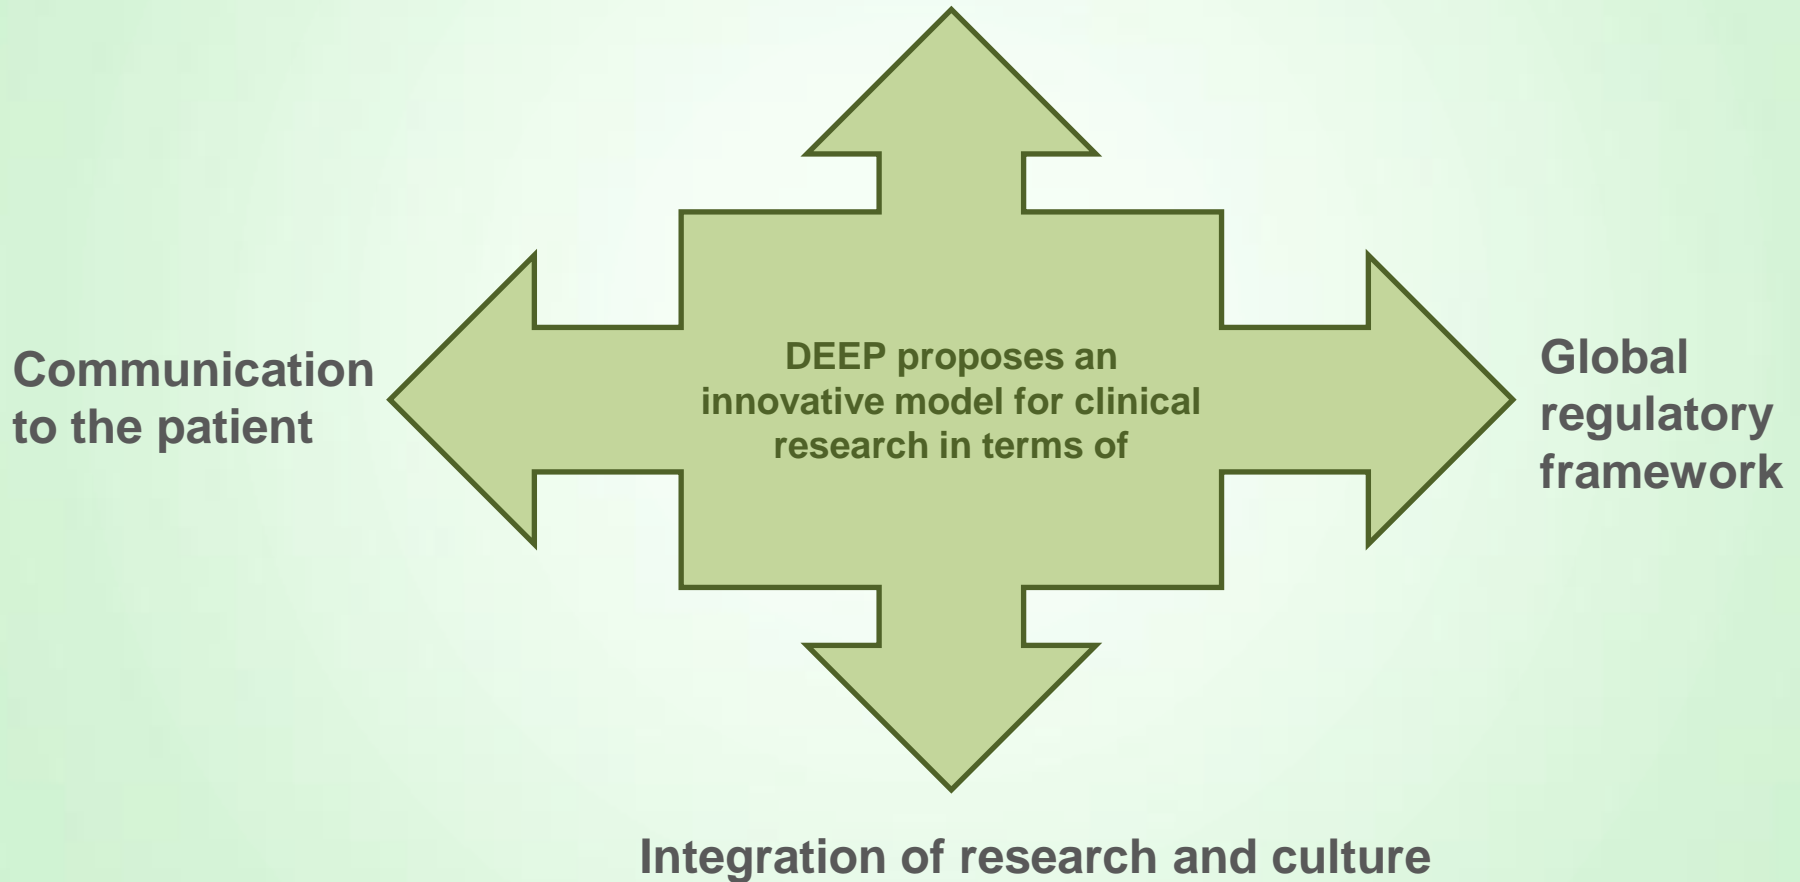 Communication
to the patient
DEEP proposes an
innovative model for clinical
research in terms of
Global
regulatory
framework
Integration of research and culture